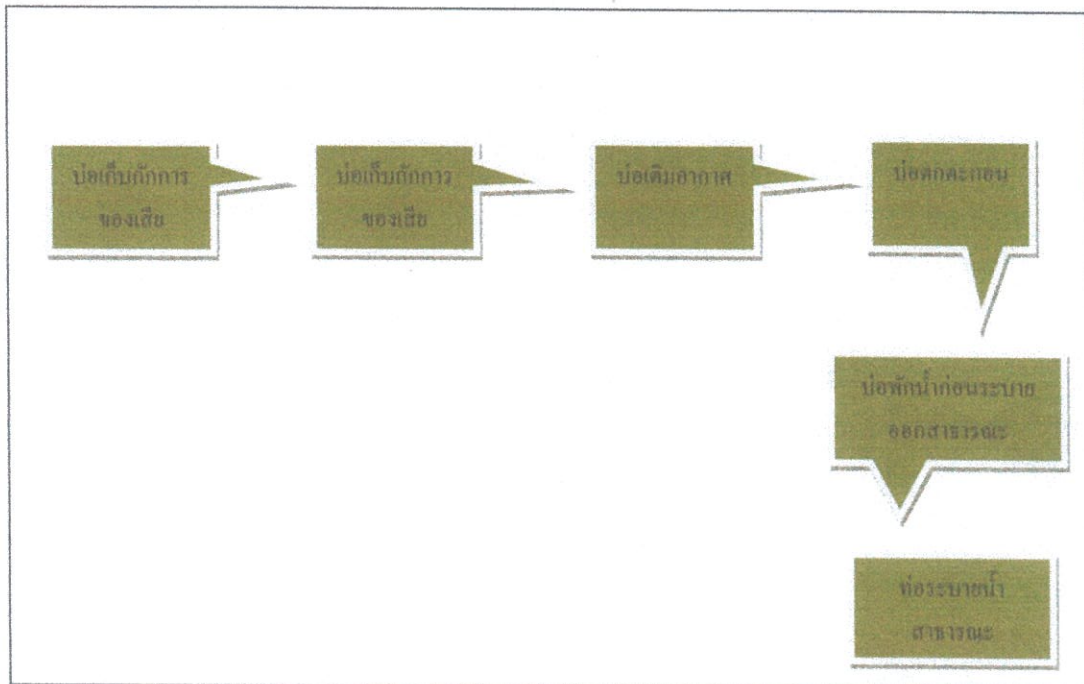 บ่อเก็บกักการ
ของเสีย
บ่อเก็บกักการ
ของเสีย
บ่อเติมอากาศ
บ่อตกตะกอน
บ่อพักน้ำก่อนระบาย
ออกสาธารณะ
ท่อระบายน้ำ
สาธารณะ